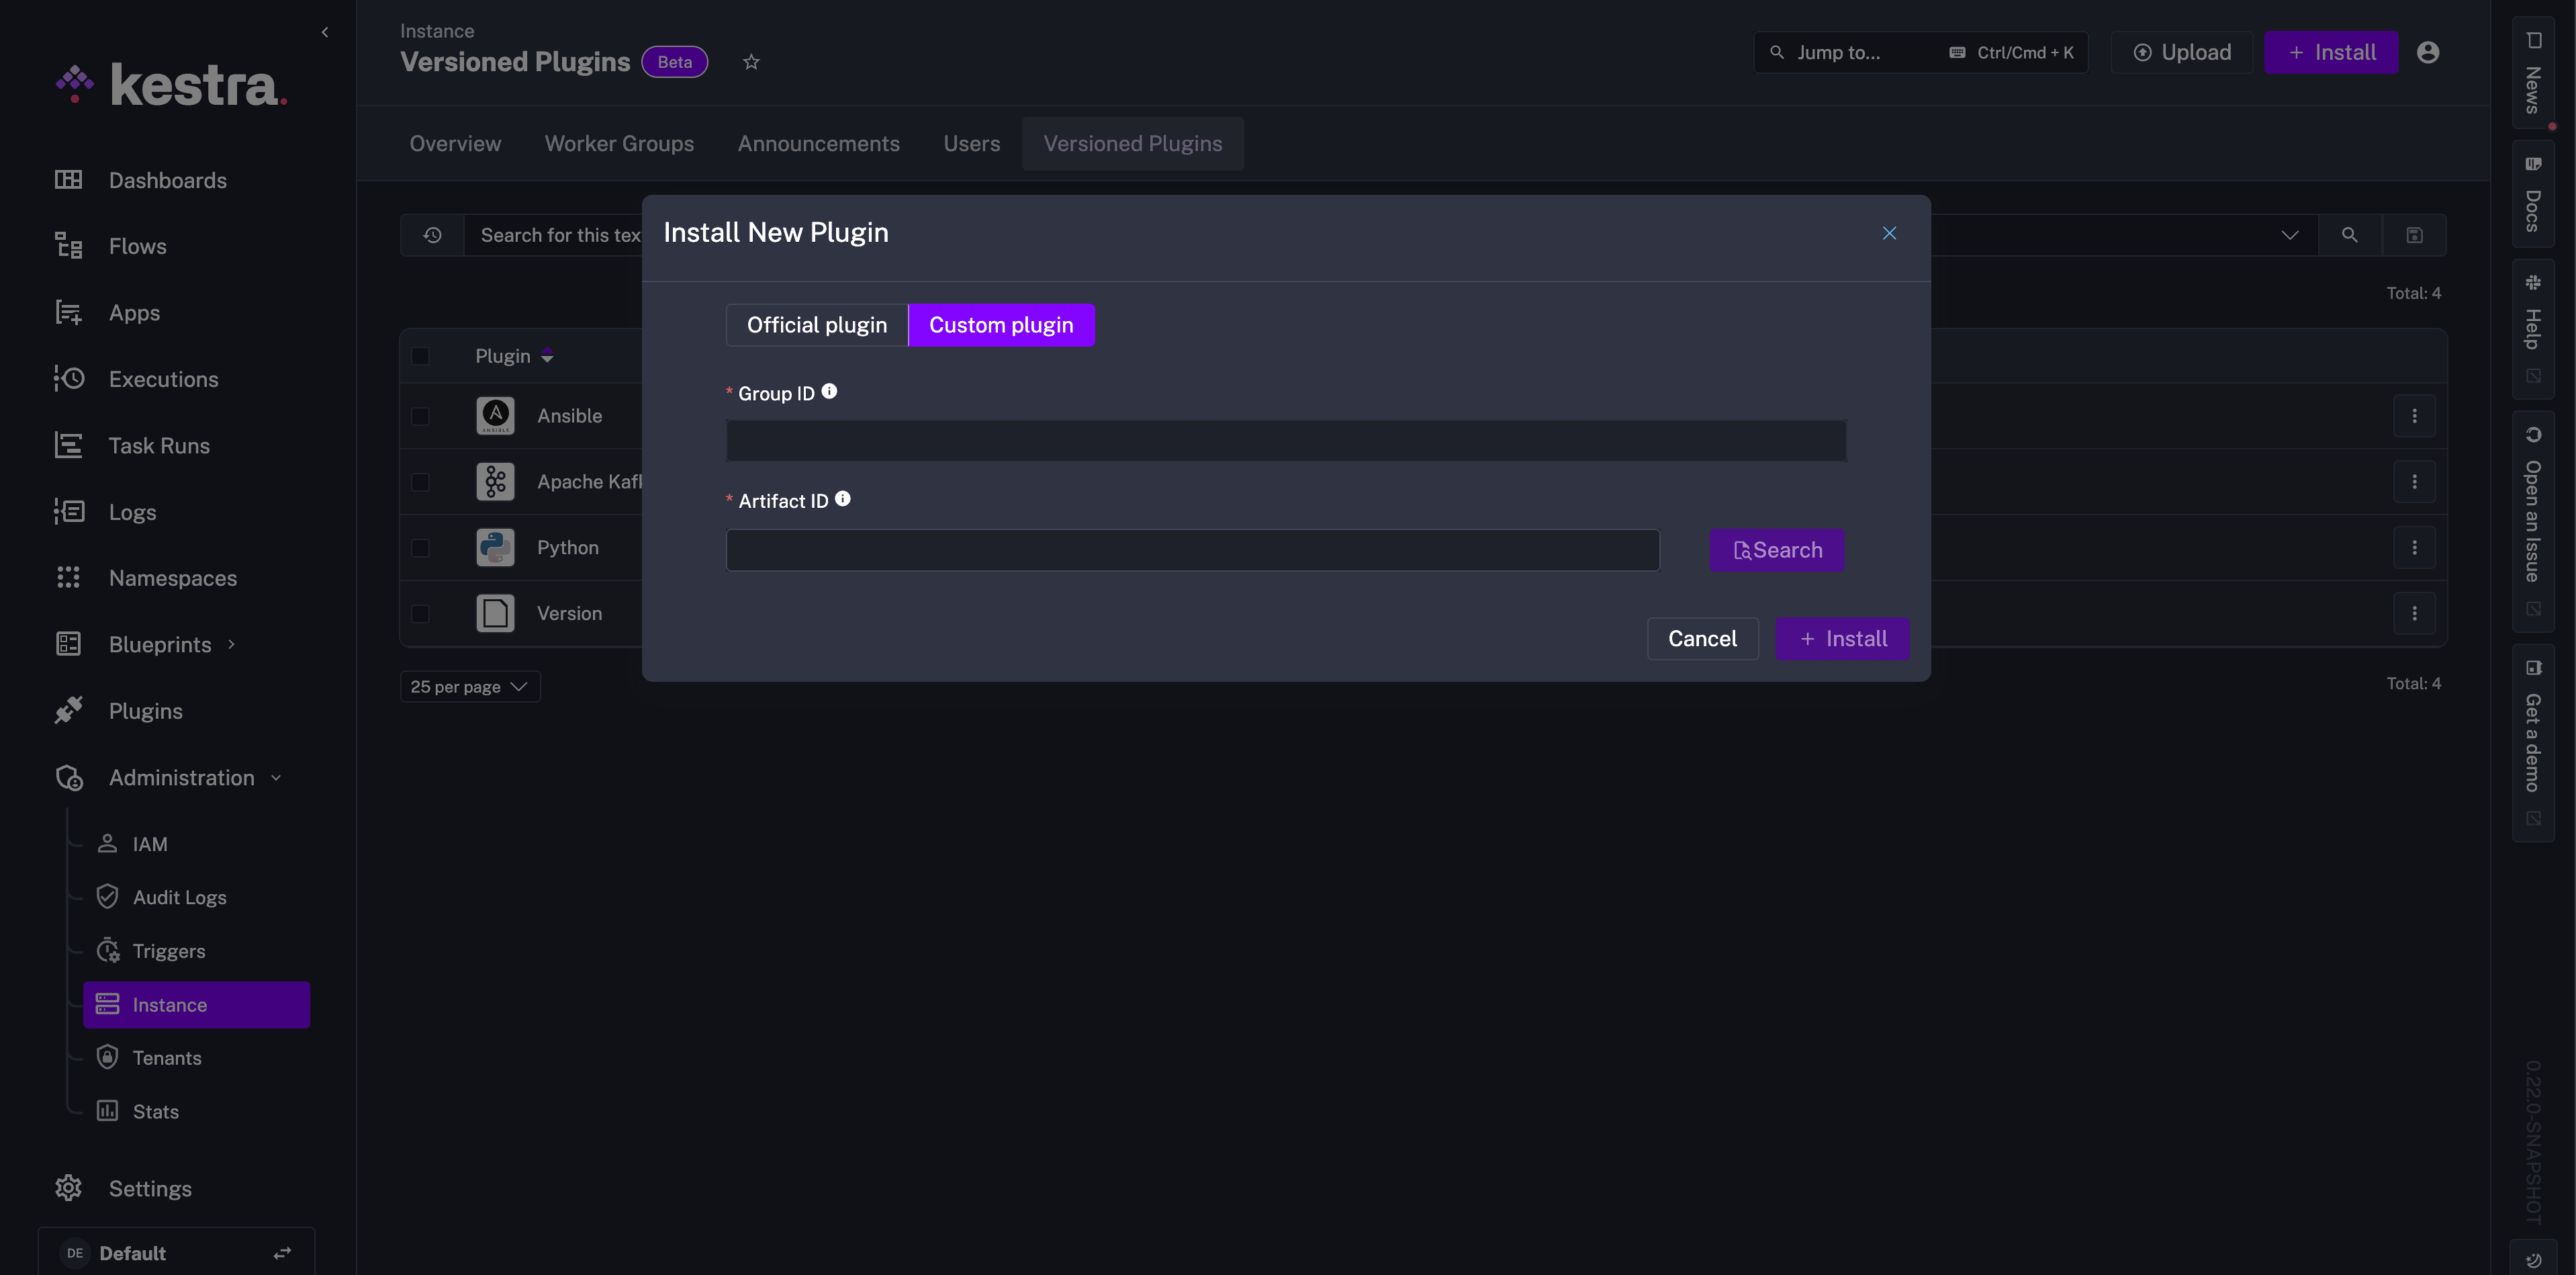 kestra.
Dashboards
Flows
Apps
Executions
Task Runs
Logs
Namespaces
Blueprints
Plugins
Administration
IAM
Audit Logs
Triggers
Instance
Tenants
Stats
Settings
DE Default
Instance
Versioned Plugins Beta
Jump to... Ctrl/Cmd + K
Upload
+ Install
Overview Worker Groups Announcements Users Versioned Plugins
Search for this tex
Total: 4
Plugin
Ansible
ANSIBLE
Apache Kaf
Python
Version
25 per page
Total: 4
Install New Plugin
Official plugin Custom plugin
* Group ID
* Artifact ID
Search
Cancel + Install
News
Docs
Help
Open an Issue
Get a demo
0.22.0-SNAPSHOT